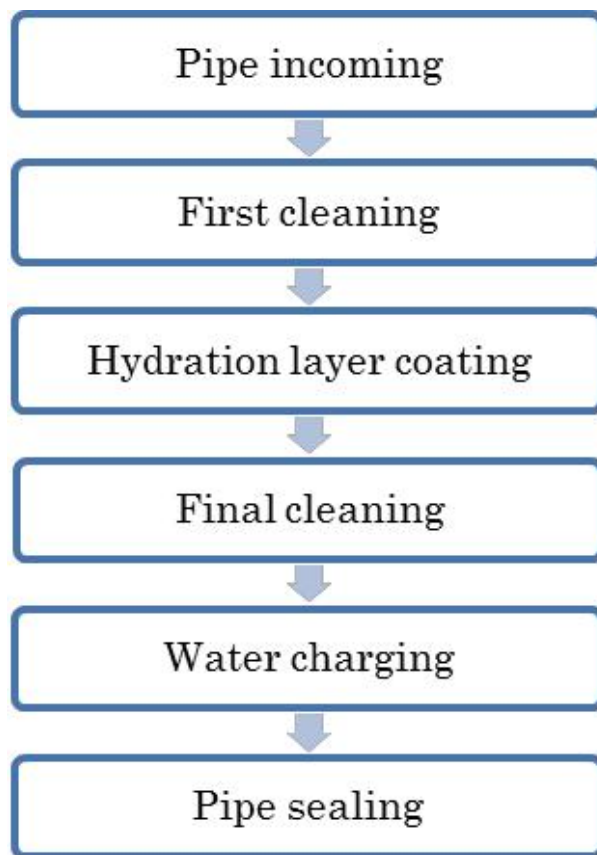 Pipe incoming
First cleaning
Hydration layer coating
Final cleaning
Water charging
Pipe sealing